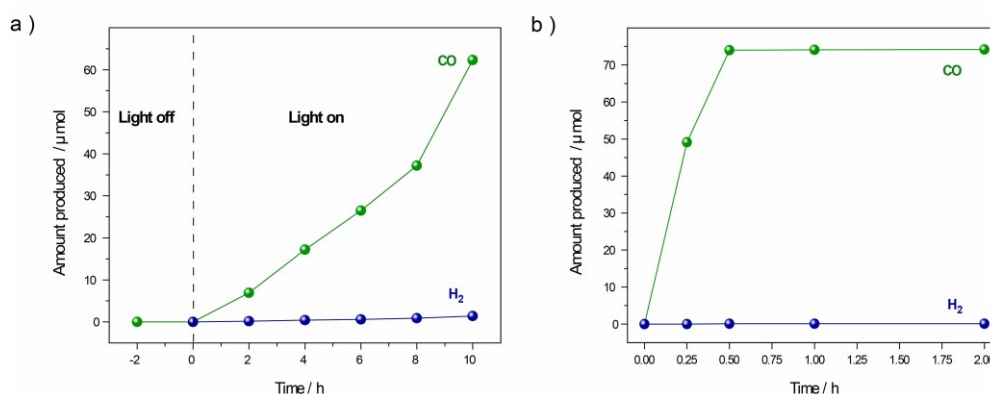 a )
Amount produced / µmol
60
50
40
30
20
10
0
Light off
Light on
CO
H₂
-2 0 2 4 6 8 10
Time / h
b )
Amount produced / µmol
70
60
50
40
30
20
10
0
CO
H₂
0.00 0.25 0.50 0.75 1.00 1.25 1.50 1.75 2.00
Time / h